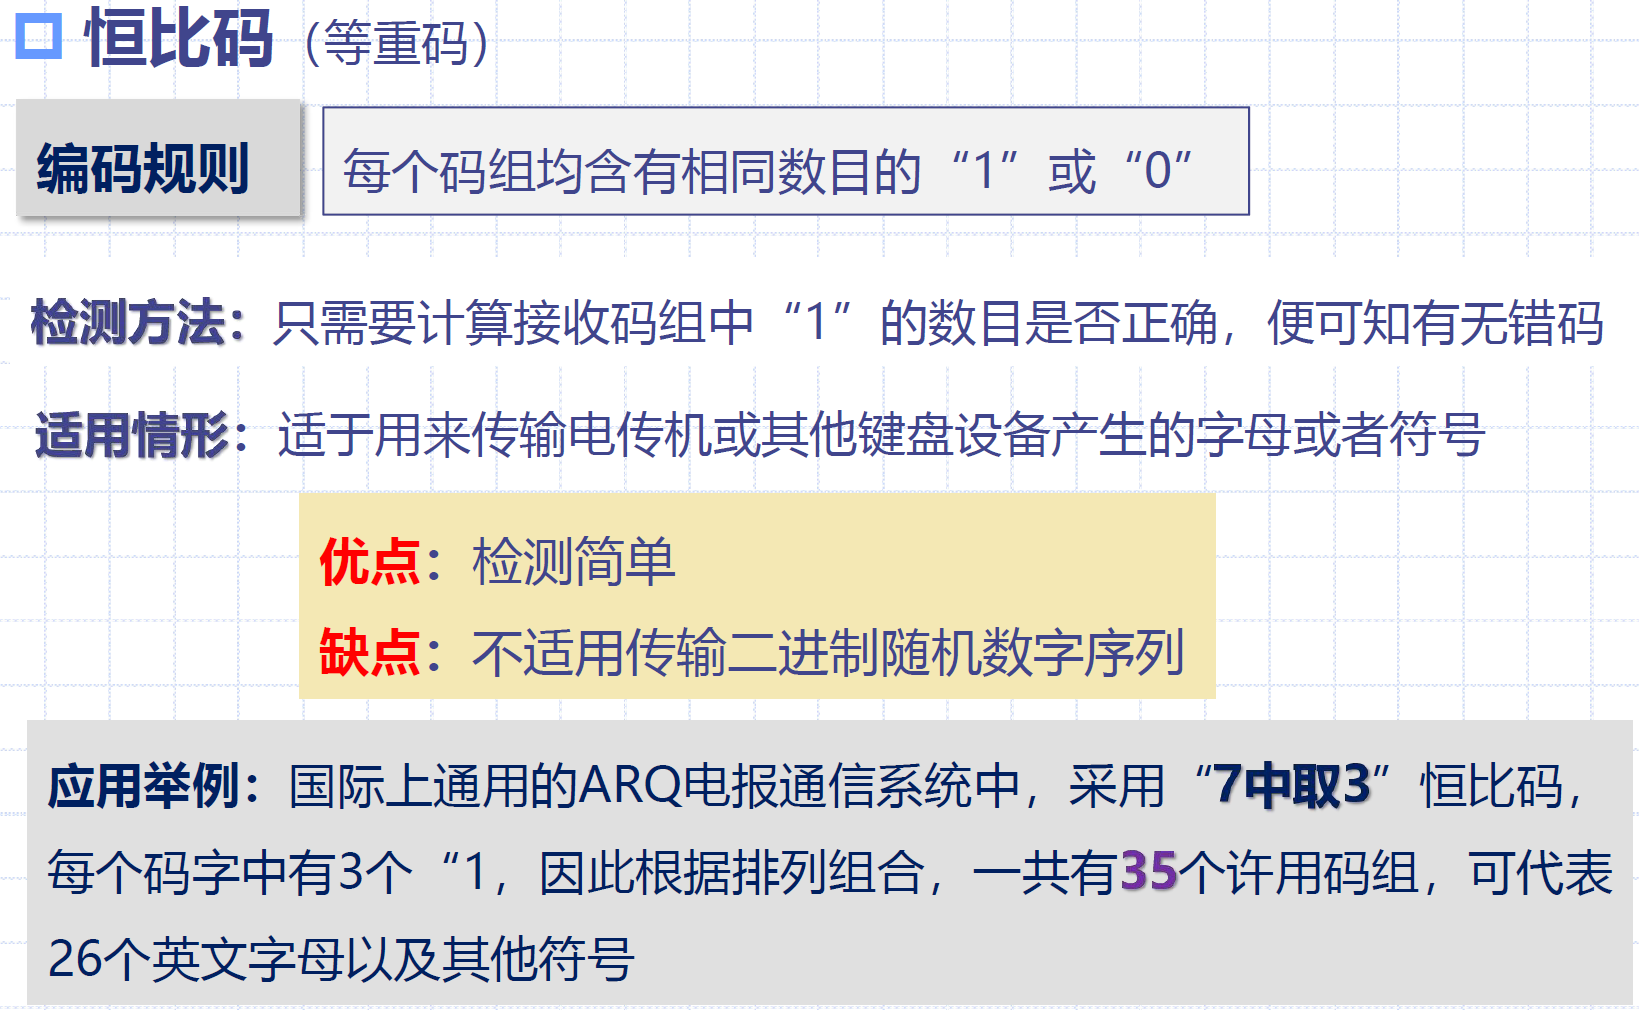 恒比码（等重码）
编码规则
每个码组均含有相同数目的“1”或“0”
检测方法：只需要计算接收码组中“1”的数目是否正确，便可知有无错码
适用情形：适于用来传输电传机或其他键盘设备产生的字母或者符号
优点：检测简单
缺点：不适用传输二进制随机数字序列
应用举例：国际上通用的ARQ电报通信系统中，采用“7中取3”恒比码，
每个码字中有3个“1，因此根据排列组合，一共有35个许用码组，可代表
26个英文字母以及其他符号